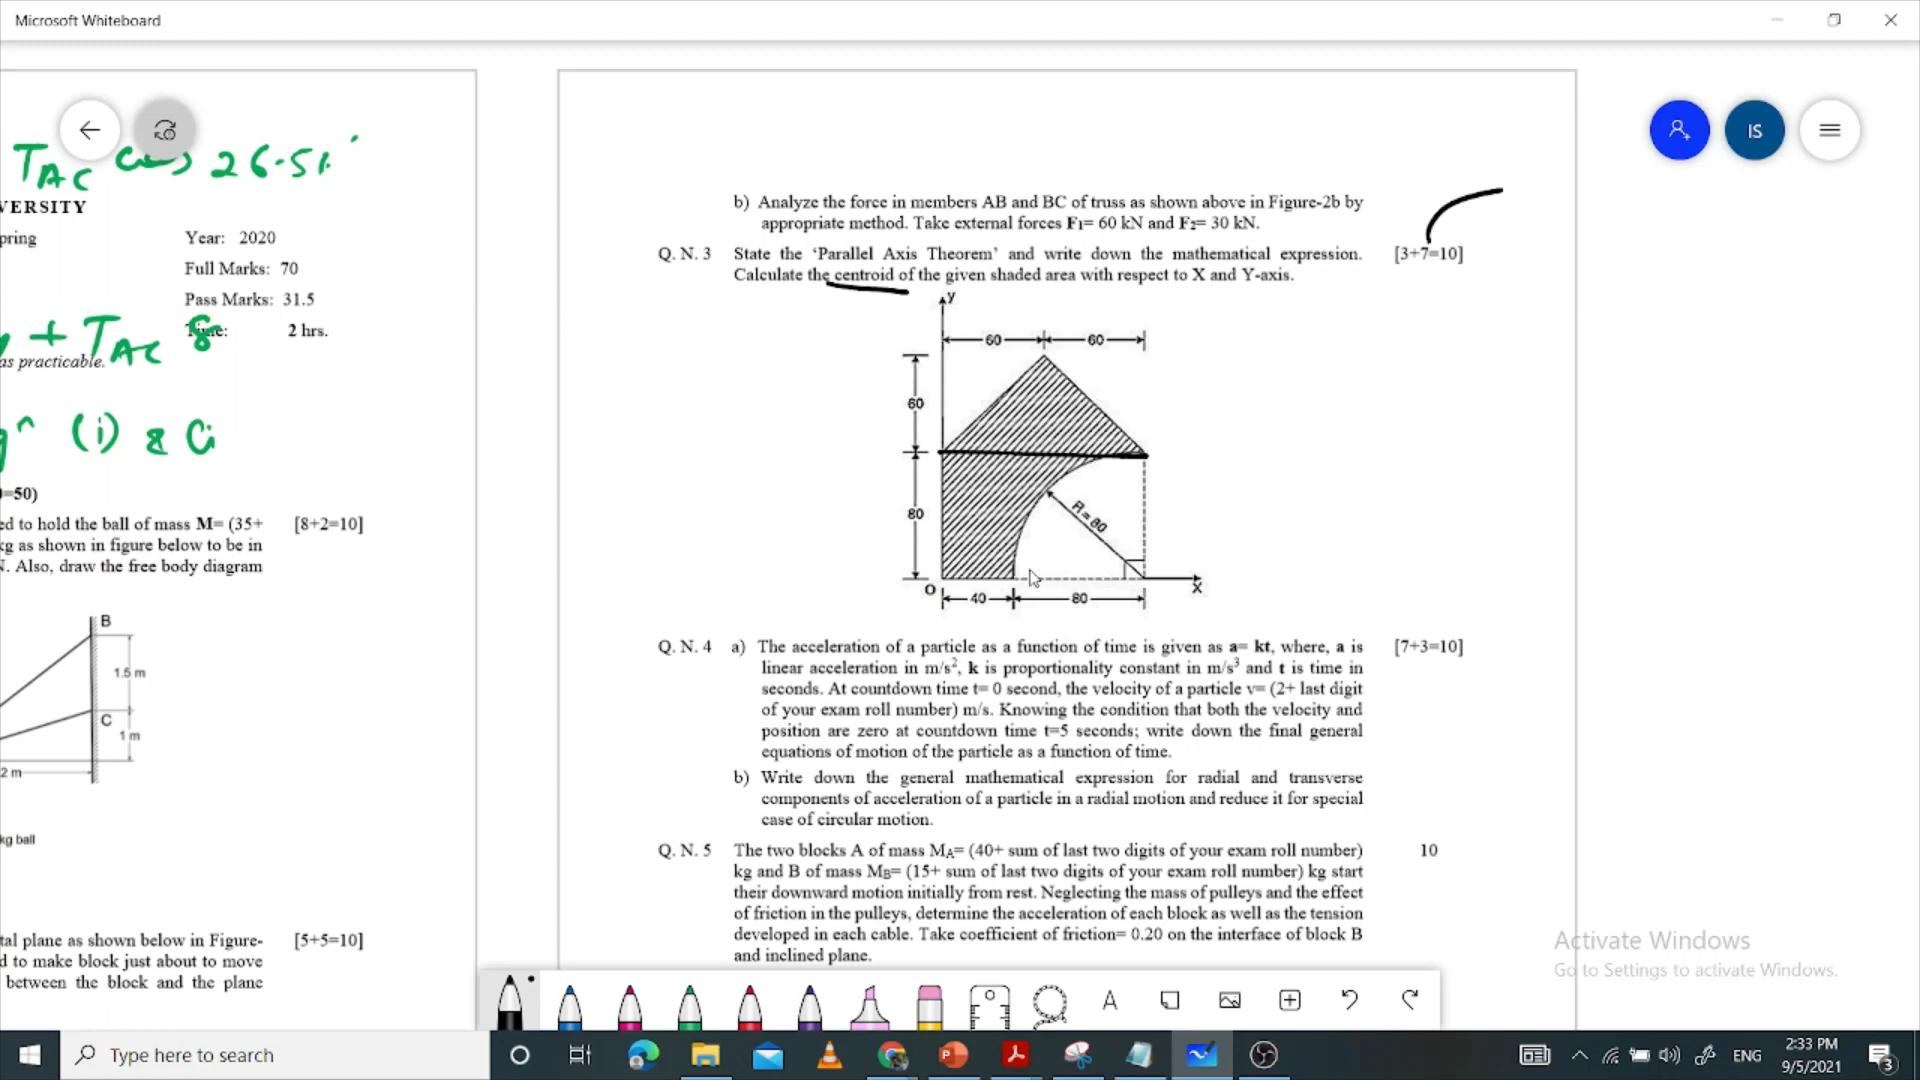 Microsoft Whiteboard
TAC cos 26.51
VERSITY
pring
Year: 2020
Full Marks: 70
Pass Marks: 31.5
Time: 2 hrs.
+ TAC 8
as practicable.
(i) &
=50)
ed to hold the ball of mass M= (35+ [8+2=10]
kg as shown in figure below to be in
N. Also, draw the free body diagram
B
1.5 m
C
1 m
2 m
kg ball
tal plane as shown below in Figure- [5+5=10]
d to make block just about to move
between the block and the plane
b) Analyze the force in members AB and BC of truss as shown above in Figure-2b by
appropriate method. Take external forces F1= 60 kN and F2= 30 kN.
Q. N. 3 State the ‘Parallel Axis Theorem’ and write down the mathematical expression. [3+7=10]
Calculate the centroid of the given shaded area with respect to X and Y-axis.
y
60 60
60
80
R = 80
O
X
40 80
Q. N. 4 a) The acceleration of a particle as a function of time is given as a= kt, where, a is [7+3=10]
linear acceleration in m/s², k is proportionality constant in m/s³ and t is time in
seconds. At countdown time t= 0 second, the velocity of a particle v= (2+ last digit
of your exam roll number) m/s. Knowing the condition that both the velocity and
position are zero at countdown time t=5 seconds; write down the final general
equations of motion of the particle as a function of time.
b) Write down the general mathematical expression for radial and transverse
components of acceleration of a particle in a radial motion and reduce it for special
case of circular motion.
Q. N. 5 The two blocks A of mass MA= (40+ sum of last two digits of your exam roll number) 10
kg and B of mass MB= (15+ sum of last two digits of your exam roll number) kg start
their downward motion initially from rest. Neglecting the mass of pulleys and the effect
of friction in the pulleys, determine the acceleration of each block as well as the tension
developed in each cable. Take coefficient of friction= 0.20 on the interface of block B
and inclined plane.
IS
Activate Windows
Go to Settings to activate Windows.
A
Type here to search
ENG
2:33 PM
9/5/2021
3